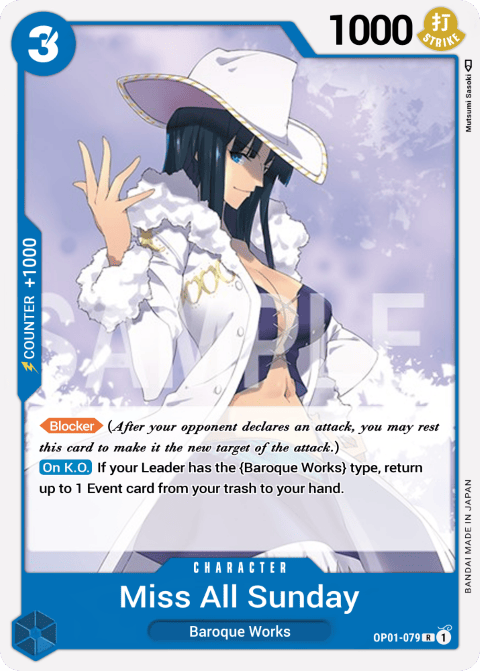 3
1000
打
STRIKE
Mutsumi Sasaki
COUNTER +1000
SAMPLE
Blocker (After your opponent declares an attack, you may rest
this card to make it the new target of the attack.)
On K.O. If your Leader has the {Baroque Works} type, return
up to 1 Event card from your trash to your hand.
BANDAI MADE IN JAPAN
CHARACTER
Miss All Sunday
Baroque Works
OP01-079 R 1